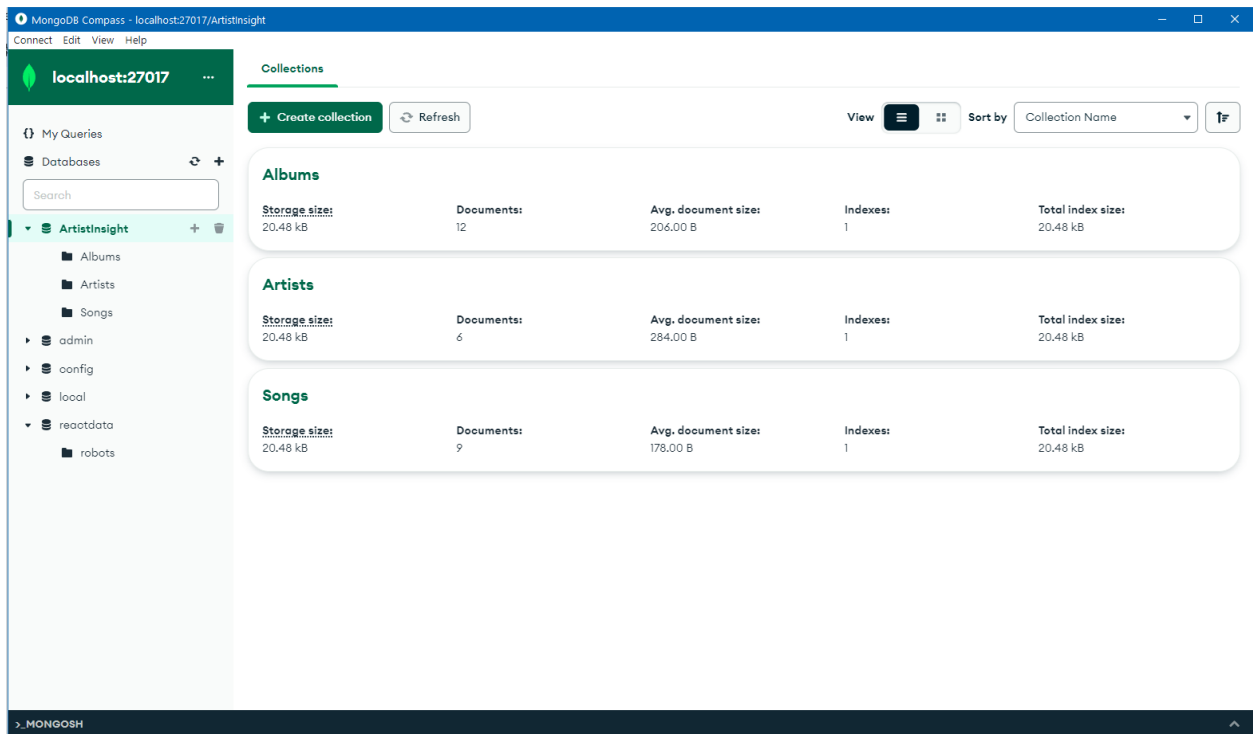 MongoDB Compass - localhost:27017/ArtistInsight
Connect Edit View Help
localhost:27017 ...
My Queries
Databases
Search
ArtistInsight
Albums
Artists
Songs
admin
config
local
reactdata
robots
Collections
+ Create collection Refresh View Sort by Collection Name
Albums
Storage size: Documents: Avg. document size: Indexes: Total index size:
20.48 kB 12 206.00 B 1 20.48 kB
Artists
Storage size: Documents: Avg. document size: Indexes: Total index size:
20.48 kB 6 284.00 B 1 20.48 kB
Songs
Storage size: Documents: Avg. document size: Indexes: Total index size:
20.48 kB 9 178.00 B 1 20.48 kB
>_MONGOSH